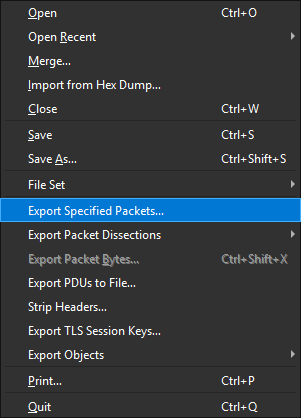 Open Ctrl+O
Open Recent
Merge...
Import from Hex Dump...
Close Ctrl+W
Save Ctrl+S
Save As... Ctrl+Shift+S
File Set
Export Specified Packets...
Export Packet Dissections
Export Packet Bytes... Ctrl+Shift+X
Export PDUs to File...
Strip Headers...
Export TLS Session Keys...
Export Objects
Print... Ctrl+P
Quit Ctrl+Q